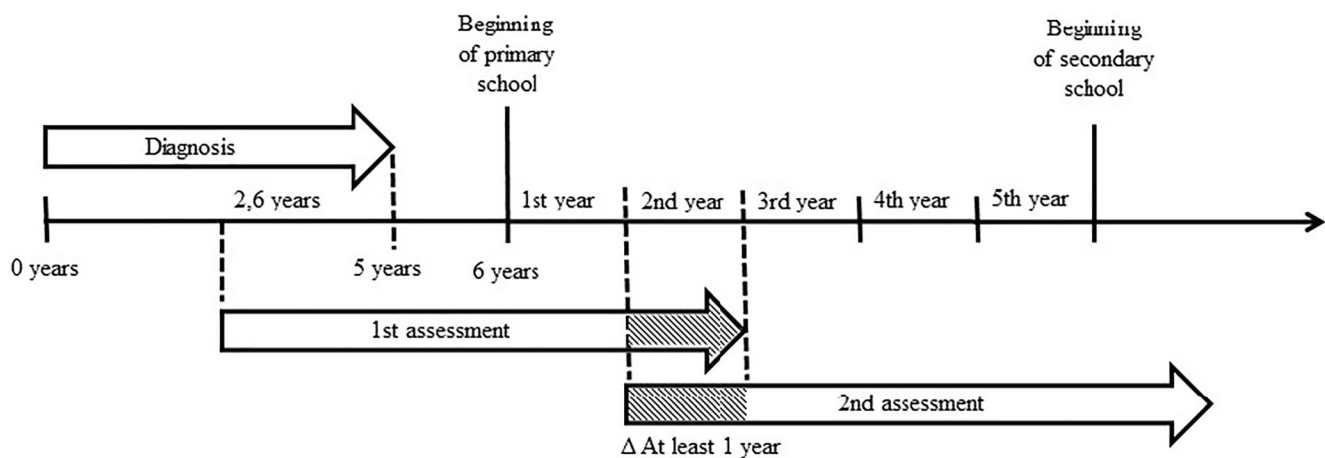 Beginning
of primary
school
Beginning
of secondary
school
Diagnosis
2,6 years
1st year
2nd year
3rd year
4th year
5th year
0 years
5 years
6 years
1st assessment
2nd assessment
Δ At least 1 year